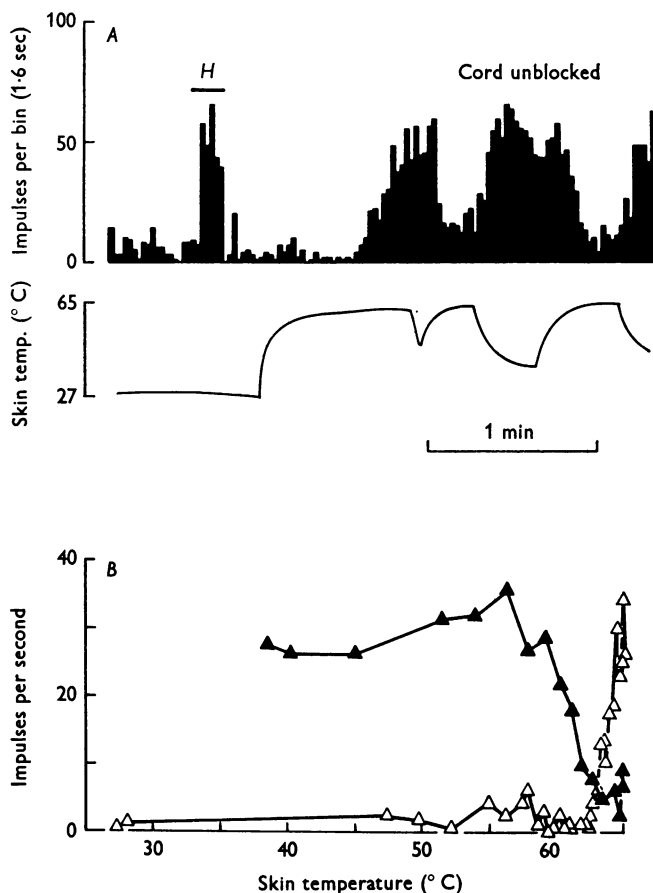 100
A
H
Cord unblocked
50
0
Impulses per bin (1·6 sec)
65
27
Skin temp. (° C)
1 min
40
B
20
0
Impulses per second
30
40
50
60
Skin temperature (° C)